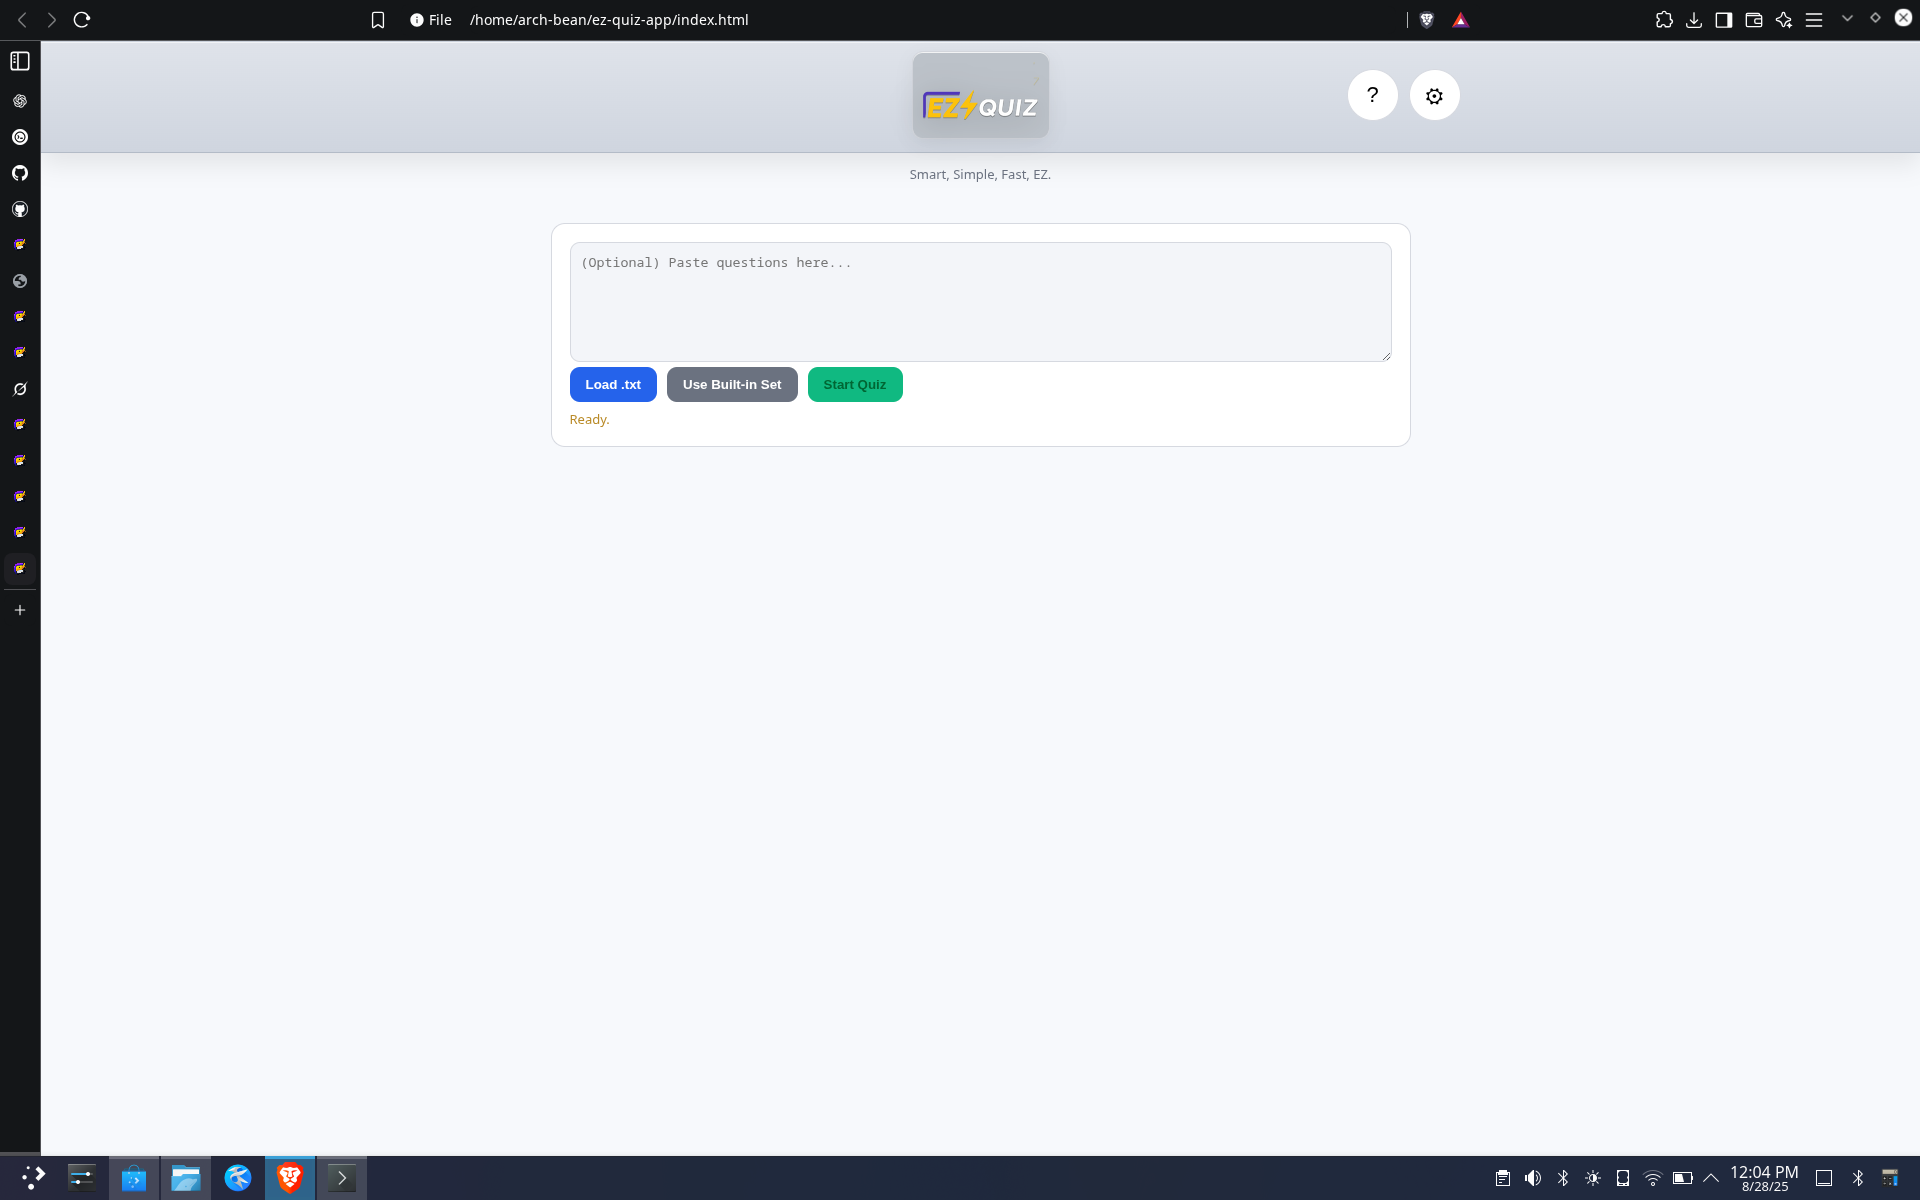 File /home/arch-bean/ez-quiz-app/index.html
EZ QUIZ
?
Smart, Simple, Fast, EZ.
(Optional) Paste questions here...
Load .txt Use Built-in Set Start Quiz
Ready.
12:04 PM
8/28/25